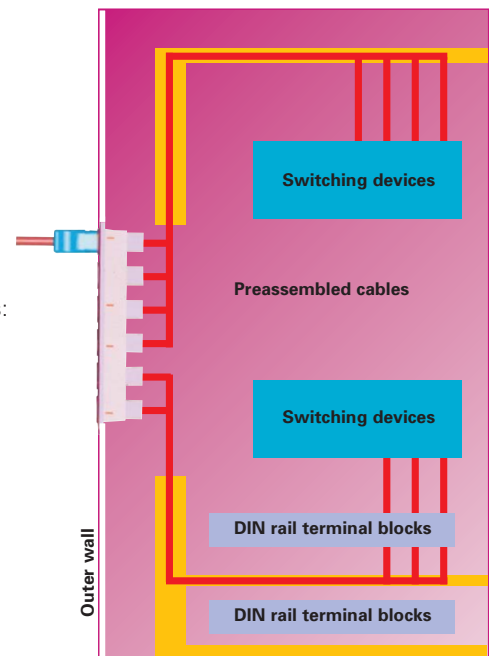 Switching devices
Preassembled cables
:
Switching devices
DIN rail terminal blocks
DIN rail terminal blocks
Outer wall